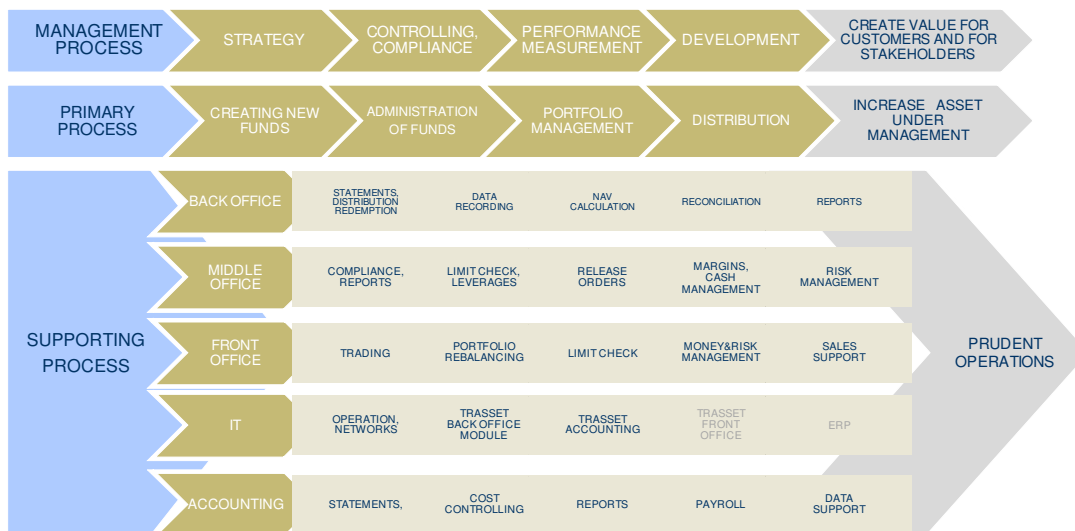 MANAGEMENT
PROCESS
STRATEGY
CONTROLLING,
COMPLIANCE
PERFORMANCE
MEASUREMENT
DEVELOPMENT
CREATE VALUE FOR
CUSTOMERS AND FOR
STAKEHOLDERS
PRIMARY
PROCESS
CREATING NEW
FUNDS
ADMINISTRATION
OF FUNDS
PORTFOLIO
MANAGEMENT
DISTRIBUTION
INCREASE ASSET
UNDER
MANAGEMENT
SUPPORTING
PROCESS
BACK OFFICE
STATEMENTS,
DISTRIBUTION
REDEMPTION
DATA
RECORDING
NAV
CALCULATION
RECONCILIATION
REPORTS
MIDDLE
OFFICE
COMPLIANCE,
REPORTS
LIMIT CHECK,
LEVERAGES
RELEASE
ORDERS
MARGINS,
CASH
MANAGEMENT
RISK
MANAGEMENT
FRONT
OFFICE
TRADING
PORTFOLIO
REBALANCING
LIMIT CHECK
MONEY&RISK
MANAGEMENT
SALES
SUPPORT
IT
OPERATION,
NETWORKS
TRASSET
BACK OFFICE
MODULE
TRASSET
ACCOUNTING
TRASSET
FRONT
OFFICE
ERP
ACCOUNTING
STATEMENTS,
COST
CONTROLLING
REPORTS
PAYROLL
DATA
SUPPORT
PRUDENT
OPERATIONS